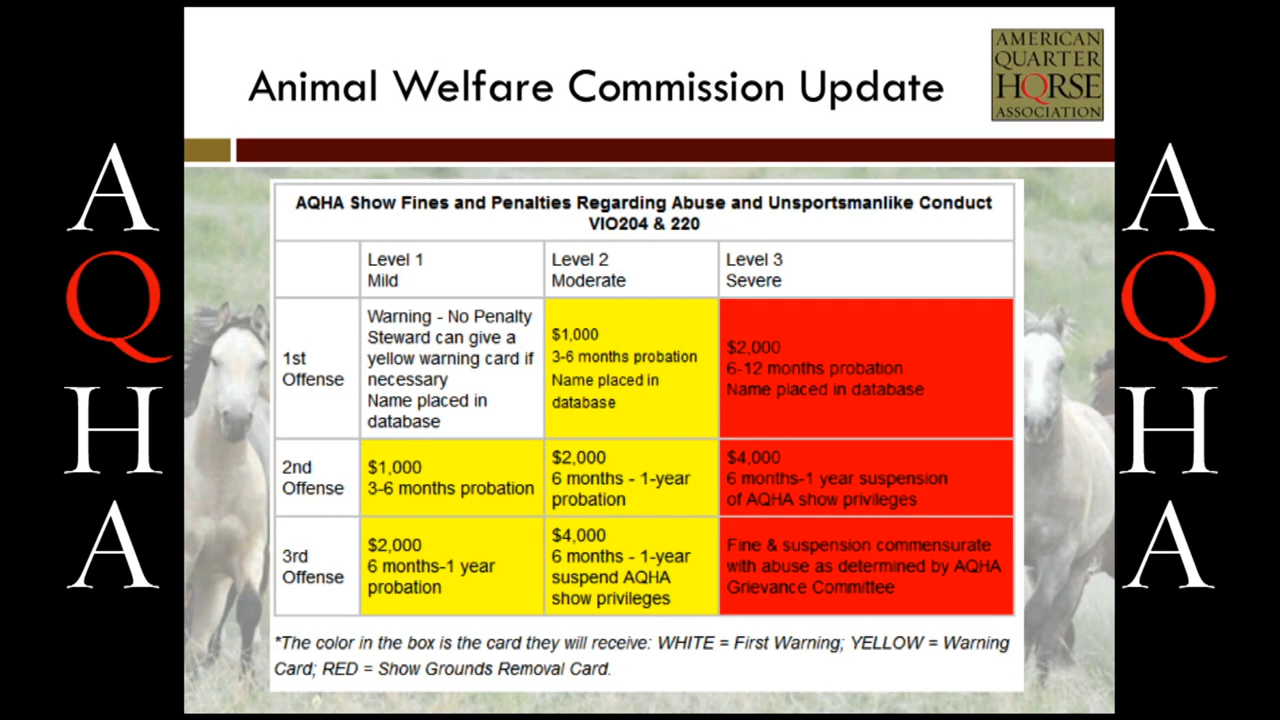 Animal Welfare Commission Update
AMERICAN
QUARTER
HORSE
ASSOCIATION
A
Q
H
A
A
Q
H
A
AQHA Show Fines and Penalties Regarding Abuse and Unsportsmanlike Conduct
VIO204 & 220
Level 1
Mild
Level 2
Moderate
Level 3
Severe
1st
Offense
Warning - No Penalty
Steward can give a
yellow warning card if
necessary
Name placed in
database
$1,000
3-6 months probation
Name placed in
database
$2,000
6-12 months probation
Name placed in database
2nd
Offense
$1,000
3-6 months probation
$2,000
6 months - 1-year
probation
$4,000
6 months-1 year suspension
of AQHA show privileges
3rd
Offense
$2,000
6 months-1 year
probation
$4,000
6 months - 1-year
suspend AQHA
show privileges
Fine & suspension commensurate
with abuse as determined by AQHA
Grievance Committee
*The color in the box is the card they will receive: WHITE = First Warning; YELLOW = Warning
Card; RED = Show Grounds Removal Card.